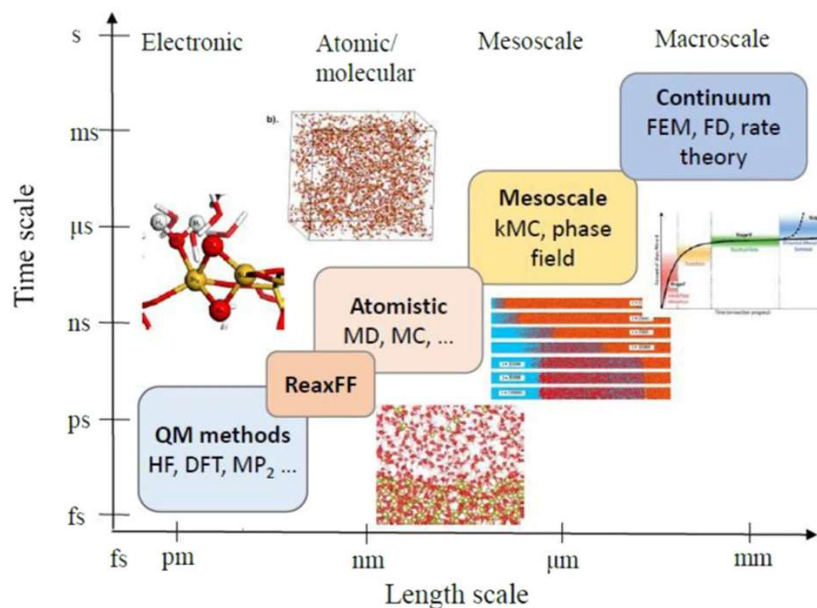 s
Electronic
Atomic/
molecular
Mesoscale
Macroscale
ms
b).
Continuum
FEM, FD, rate
theory
Mesoscale
kMC, phase
field
μs
Time scale
Atomistic
MD, MC, ...
ns
ReaxFF
ps
QM methods
HF, DFT, MP₂ ...
fs
fs
pm
nm
μm
mm
Length scale